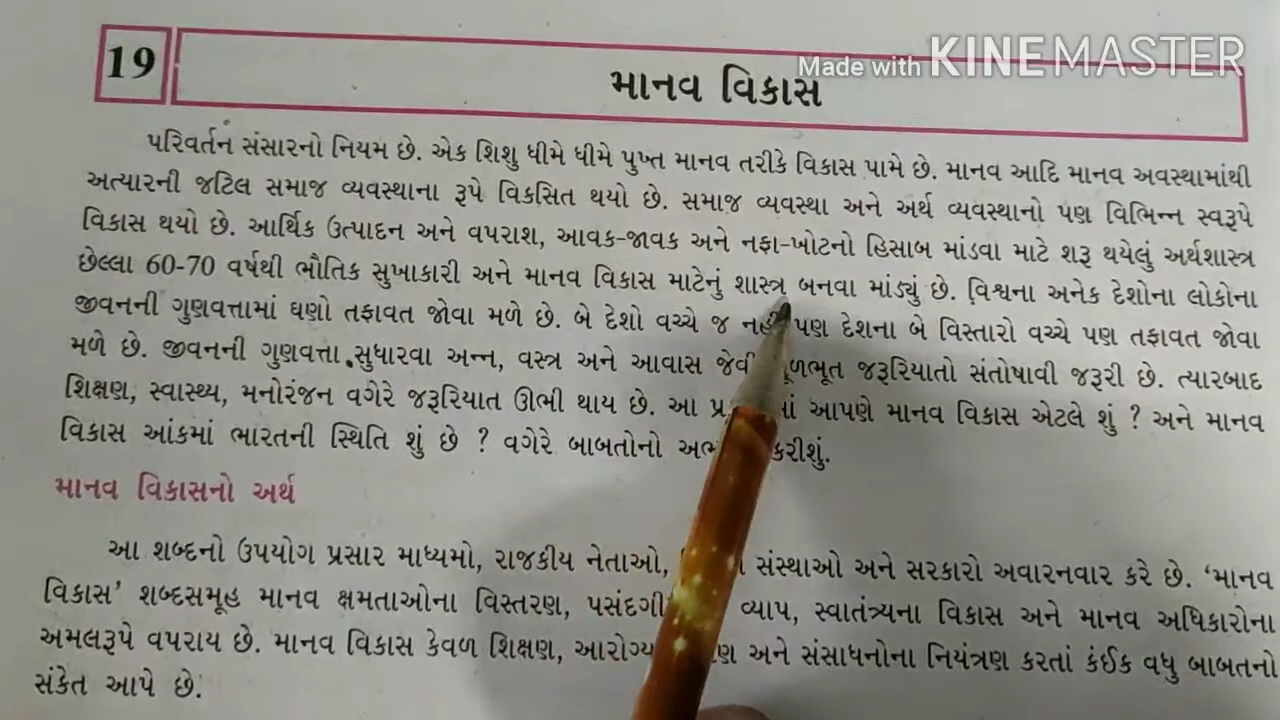 Made with KINEMASTER
19
માનવ વિકાસ
પરિવર્તન સંસારનો નિયમ છે. એક શિશુ ધીમે ધીમે પુખ્ત માનવ તરીકે વિકાસ પામે છે. માનવ આદિ માનવ અવસ્થામાંથી
અત્યારની જટિલ સમાજ વ્યવસ્થાના રૂપે વિકસિત થયો છે. સમાજ વ્યવસ્થા અને અર્થ વ્યવસ્થાનો પણ વિભિન્ન સ્વરૂપે
વિકાસ થયો છે. આર્થિક ઉત્પાદન અને વપરાશ, આવક-જાવક અને નફા-ખોટનો હિસાબ માંડવા માટે શરૂ થયેલું અર્થશાસ્ત્ર
છેલ્લા 60-70 વર્ષથી ભૌતિક સુખાકારી અને માનવ વિકાસ માટેનું શાસ્ત્ર બનવા માંડ્યું છે. વિશ્વના અનેક દેશોના લોકોના
જીવનની ગુણવત્તામાં ઘણો તફાવત જોવા મળે છે. બે દેશો વચ્ચે જ નહીં પણ દેશના બે વિસ્તારો વચ્ચે પણ તફાવત જોવા
મળે છે. જીવનની ગુણવત્તા સુધારવા અન્ન, વસ્ત્ર અને આવાસ જેવી મૂળભૂત જરૂરિયાતો સંતોષાવી જરૂરી છે. ત્યારબાદ
શિક્ષણ, સ્વાસ્થ્ય, મનોરંજન વગેરે જરૂરિયાત ઊભી થાય છે. આ આપણે માનવ વિકાસ એટલે શું ? અને માનવ
વિકાસ આંકમાં ભારતની સ્થિતિ શું છે ? વગેરે બાબતોનો કરીશું.
માનવ વિકાસનો અર્થ
આ શબ્દનો ઉપયોગ પ્રસાર માધ્યમો, રાજકીય નેતાઓ, સંસ્થાઓ અને સરકારો અવારનવાર કરે છે. ‘માનવ
વિકાસ’ શબ્દસમૂહ માનવ ક્ષમતાઓના વિસ્તરણ, વ્યાપ, સ્વાતંત્ર્યના વિકાસ અને માનવ અધિકારોના
અમલરૂપે વપરાય છે. માનવ વિકાસ કેવળ શિક્ષણ, અને સંસાધનોના નિયંત્રણ કરતાં કંઈક વધુ બાબતનો
સંકેત આપે છે.